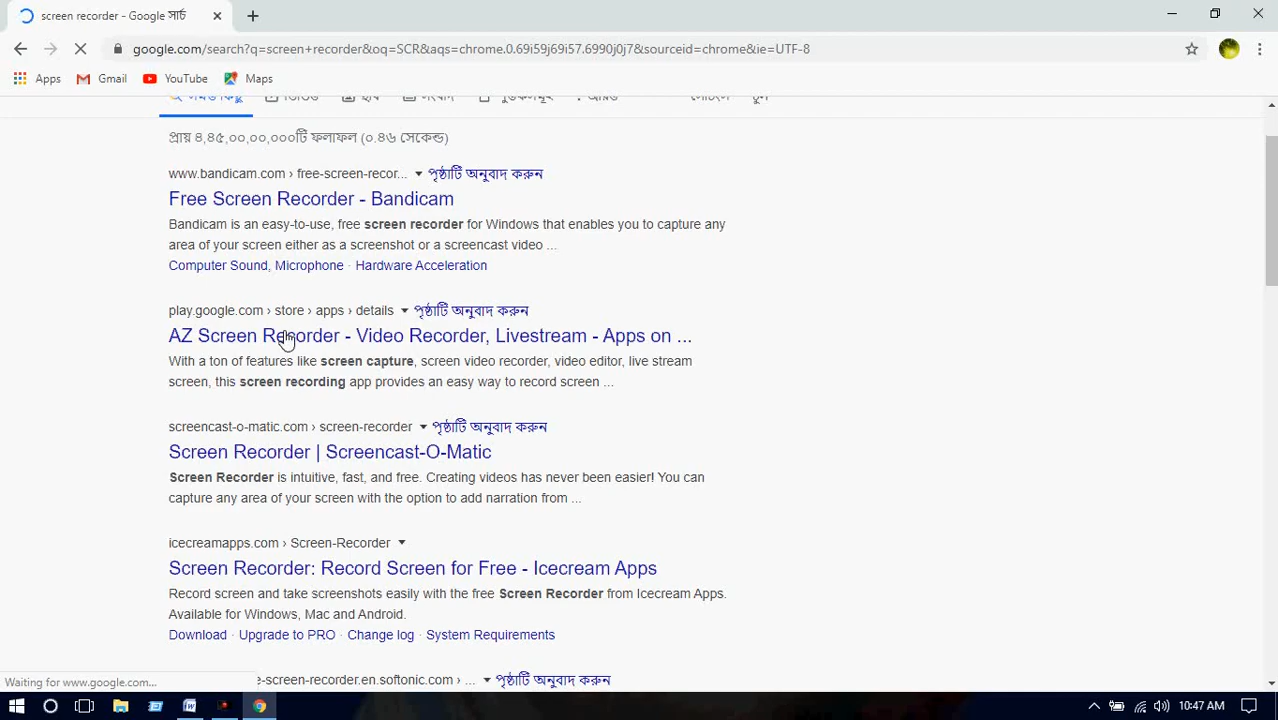 screen recorder - Google সার্চ
google.com/search?q=screen+recorder&oq=SCR&aqs=chrome.0.69i59j69i57.6990j0j7&sourceid=chrome&ie=UTF-8
Apps Gmail YouTube Maps
সমস্ত কিছু ভিডিও ছবি সংবাদ পুস্তকসমূহ আরও সেটিংস টুল
প্রায় ৪,৪৫,০০,০০,০০০টি ফলাফল (০.৪৬ সেকেন্ড)
www.bandicam.com › free-screen-recor... পৃষ্ঠাটি অনুবাদ করুন
Free Screen Recorder - Bandicam
Bandicam is an easy-to-use, free screen recorder for Windows that enables you to capture any
area of your screen either as a screenshot or a screencast video ...
Computer Sound, Microphone · Hardware Acceleration
play.google.com › store › apps › details পৃষ্ঠাটি অনুবাদ করুন
AZ Screen Recorder - Video Recorder, Livestream - Apps on ...
With a ton of features like screen capture, screen video recorder, video editor, live stream
screen, this screen recording app provides an easy way to record screen ...
screencast-o-matic.com › screen-recorder পৃষ্ঠাটি অনুবাদ করুন
Screen Recorder | Screencast-O-Matic
Screen Recorder is intuitive, fast, and free. Creating videos has never been easier! You can
capture any area of your screen with the option to add narration from ...
icecreamapps.com › Screen-Recorder
Screen Recorder: Record Screen for Free - Icecream Apps
Record screen and take screenshots easily with the free Screen Recorder from Icecream Apps.
Available for Windows, Mac and Android.
Download · Upgrade to PRO · Change log · System Requirements
e-screen-recorder.en.softonic.com › ... পৃষ্ঠাটি অনুবাদ করুন
Waiting for www.google.com...
10:47 AM